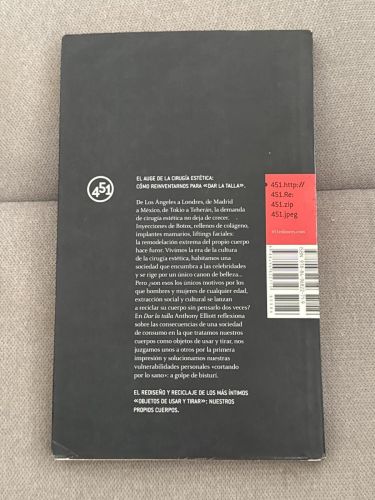 451
EL AUGE DE LA CIRUGÍA ESTÉTICA:
CÓMO REINVENTARNOS PARA «DAR LA TALLA».
De Los Ángeles a Londres, de Madrid
a México, de Tokio a Teherán, la demanda
de cirugía estética no deja de crecer.
Inyecciones de Botox, rellenos de colágeno,
implantes mamarios, liftings faciales:
la remodelación extrema del propio cuerpo
hace furor. Vivimos la era de la cultura
de la cirugía estética, habitamos una
sociedad que encumbra a las celebridades
y se rige por un único canon de belleza...
Pero ¿son esos los únicos motivos por los
que hombres y mujeres de cualquier edad,
extracción social y cultural se lanzan
a reciclar su cuerpo sin pensarlo dos veces?
En Dar la talla Anthony Elliott reflexiona
sobre las consecuencias de una sociedad
de consumo en la que tratamos nuestros
cuerpos como objetos de usar y tirar, nos
juzgamos unos a otros por la primera
impresión y solucionamos nuestras
vulnerabilidades personales «cortando
por lo sano»: a golpe de bisturí.
EL REDISEÑO Y RECICLAJE DE LOS MÁS ÍNTIMOS
«OBJETOS DE USAR Y TIRAR»: NUESTROS
PROPIOS CUERPOS.
451.http://
451.Re:
451.zip
451.jpeg